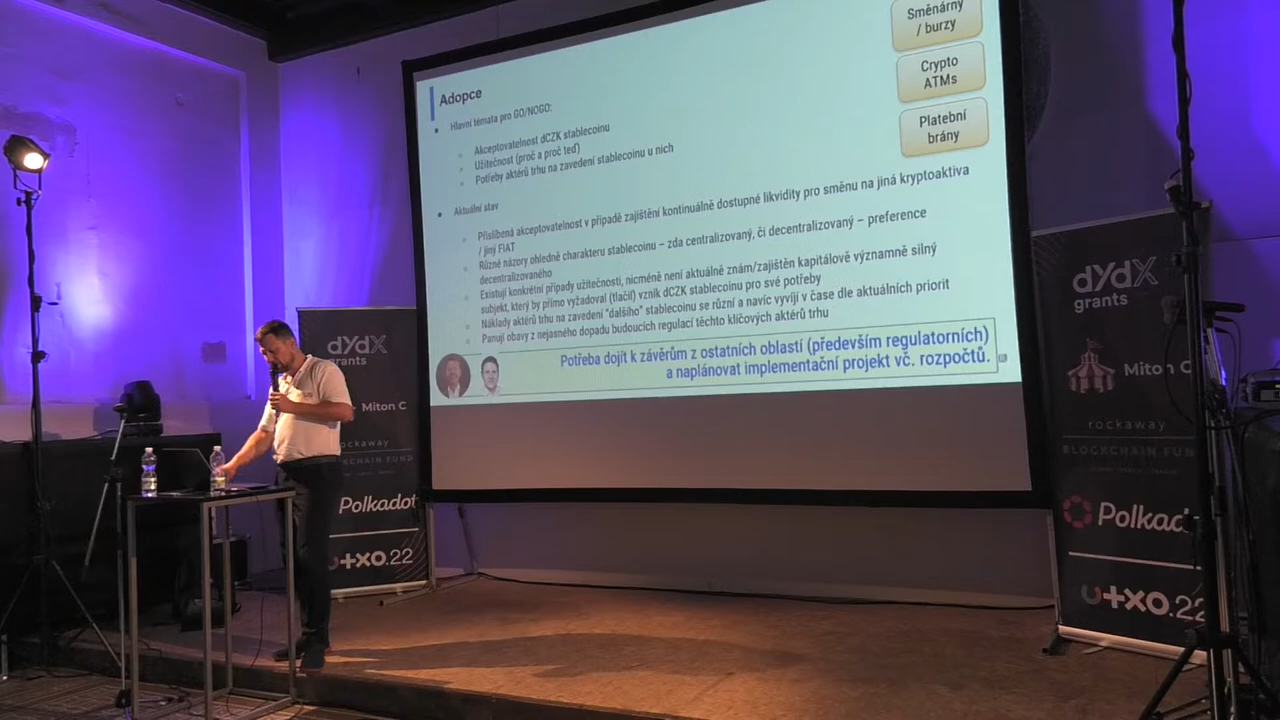 Směnárny
/ burzy
Crypto
ATMs
Platební
brány
Adopce
Hlavní témata pro GO/NOGO:
Akceptovatelnost dCZK stablecoinu
Užitečnost (proč a proč teď)
Potřeby aktérů trhu na zavedení stablecoinu u nich
Aktuální stav
Přislíbená akceptovatelnost v případě zajištění kontinuálně dostupné likvidity pro směnu na jiná kryptoaktiva
/ jiný FIAT
Různé názory ohledně charakteru stablecoinu – zda centralizovaný, či decentralizovaný – preference
decentralizovaného
Existují konkrétní případy užitečnosti, nicméně není aktuálně znám/zajištěn kapitálově významně silný
subjekt, který by přímo vyžadoval (tlačil) vznik dCZK stablecoinu pro své potřeby
Náklady aktérů trhu na zavedení "dalšího" stablecoinu se různí a navíc vyvíjí v čase dle aktuálních priorit
Panují obavy z nejasného dopadu budoucích regulací těchto klíčových aktérů trhu
Potřeba dojít k závěrům z ostatních oblastí (především regulatorních)
a naplánovat implementační projekt vč. rozpočtů.
dYdX
grants
Miton C
rockaway
BLOCKCHAIN FUN
Polkad
utxo.22
dYdX
grants
Miton C
ockaway
KCHAIN FUND
Polkadot
utxo.22